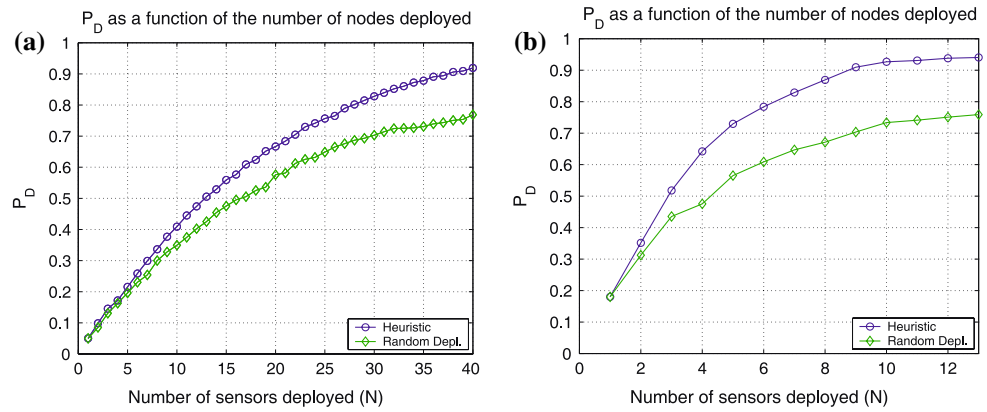 P_D as a function of the number of nodes deployed
(a)
1
0.9
0.8
0.7
0.6
0.5
0.4
0.3
0.2
0.1
0
P_D
0 5 10 15 20 25 30 35 40
Number of sensors deployed (N)
Heuristic
Random Depl.
P_D as a function of the number of nodes deployed
(b)
1
0.9
0.8
0.7
0.6
0.5
0.4
0.3
0.2
0.1
0
P_D
0 2 4 6 8 10 12
Number of sensors deployed (N)
Heuristic
Random Depl.